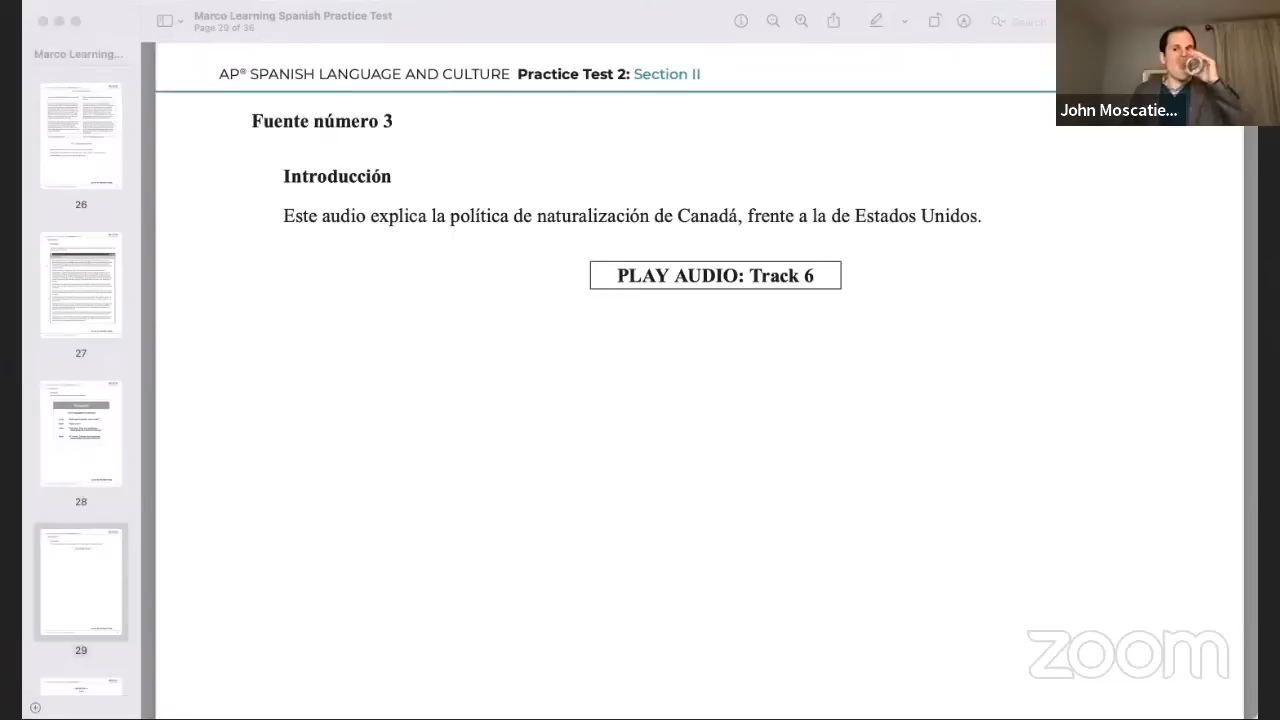 Marco Learning Spanish Practice Test
Page 29 of 36
Search
Marco Learning...
AP® SPANISH LANGUAGE AND CULTURE Practice Test 2: Section II
John Moscatie...
Fuente número 3
Introducción
Este audio explica la política de naturalización de Canadá, frente a la de Estados Unidos.
PLAY AUDIO: Track 6
26
27
28
29
zoom